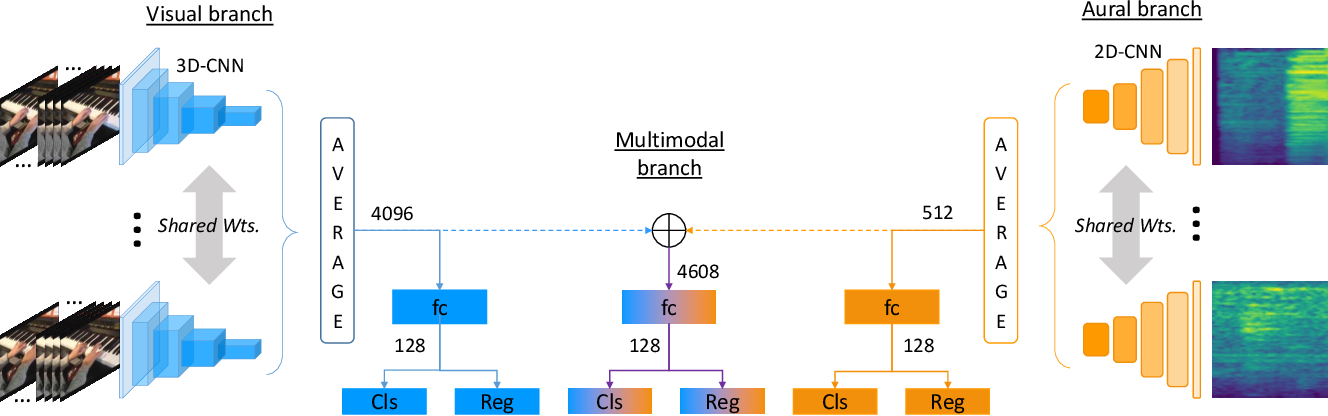 Visual branch
Aural branch
...
3D-CNN
2D-CNN
...
Multimodal
branch
A
V
E
R
A
G
E
A
V
E
R
A
G
E
Shared Wts.
Shared Wts.
4096
512
4608
...
...
fc
fc
fc
128
128
128
...
Cls
Reg
Cls
Reg
Cls
Reg